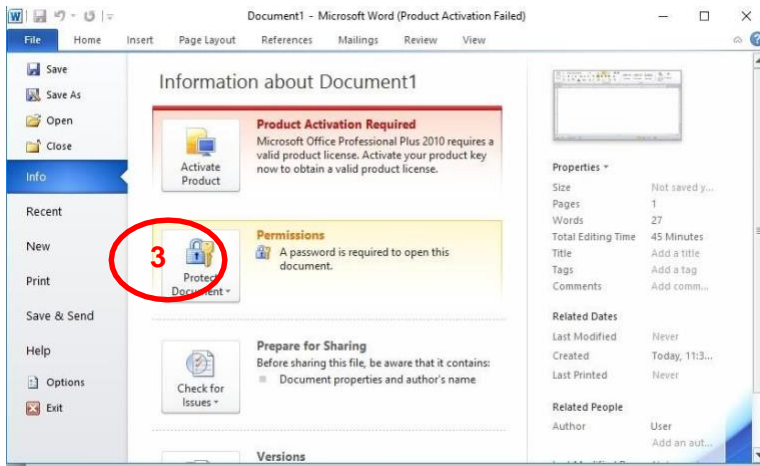 Document1 - Microsoft Word (Product Activation Failed)
File Home Insert Page Layout References Mailings Review View
Save
Save As
Open
Close
Info
Recent
New
Print
Save & Send
Help
Options
Exit
Information about Document1
Activate
Product
Product Activation Required
Microsoft Office Professional Plus 2010 requires a
valid product license. Activate your product key
now to obtain a valid product license.
3
Protect
Document
Permissions
A password is required to open this
document.
Check for
Issues
Prepare for Sharing
Before sharing this file, be aware that it contains:
Document properties and author's name
Versions
Properties
Size Not saved y...
Pages 1
Words 27
Total Editing Time 45 Minutes
Title Add a title
Tags Add a tag
Comments Add comm...
Related Dates
Last Modified Never
Created Today, 11:3...
Last Printed Never
Related People
Author User
Add an aut...